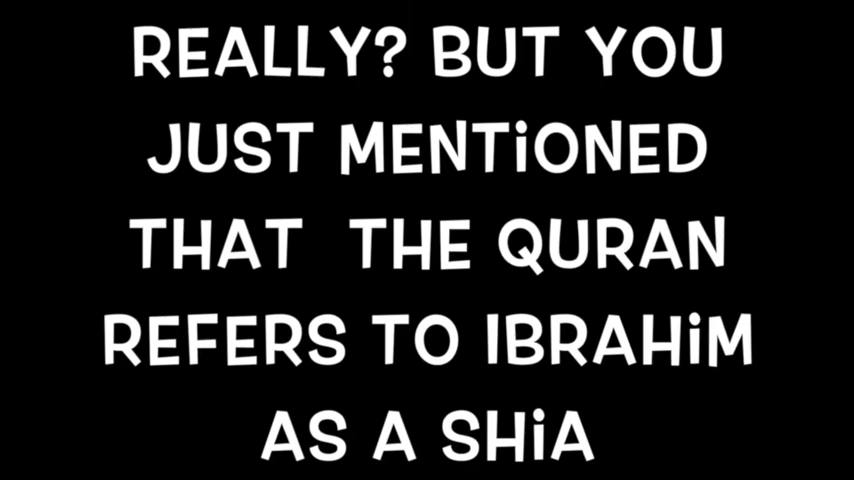 REALLY? BUT YOU
JUST MENTiONED
THAT THE QURAN
REFERS TO IBRAHiM
AS A SHiA